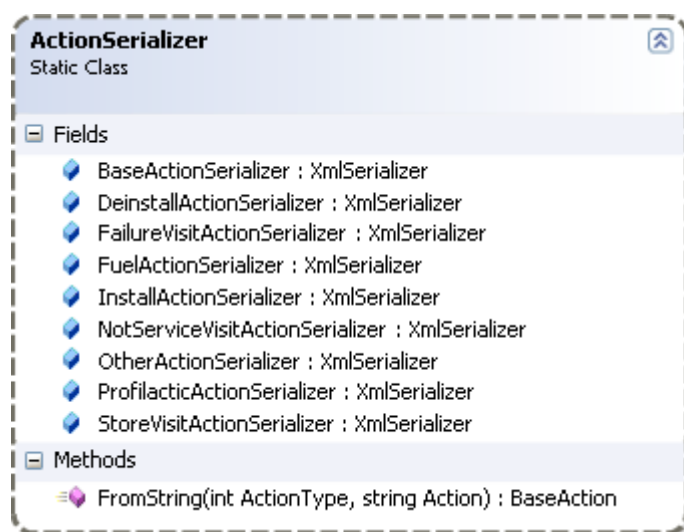 ActionSerializer
Static Class
Fields
BaseActionSerializer : XmlSerializer
DeinstallActionSerializer : XmlSerializer
FailureVisitActionSerializer : XmlSerializer
FuelActionSerializer : XmlSerializer
InstallActionSerializer : XmlSerializer
NotServiceVisitActionSerializer : XmlSerializer
OtherActionSerializer : XmlSerializer
ProfilacticActionSerializer : XmlSerializer
StoreVisitActionSerializer : XmlSerializer
Methods
FromString(int ActionType, string Action) : BaseAction